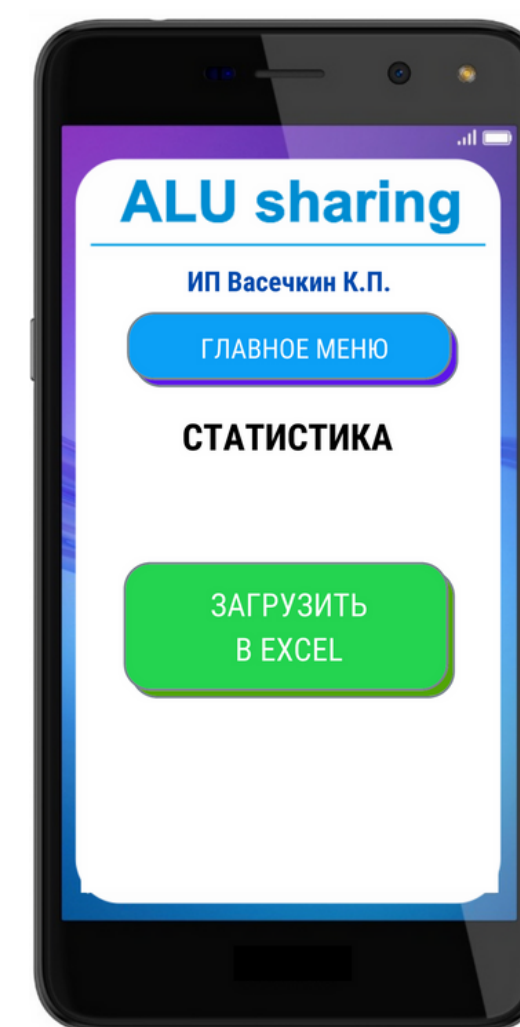 ALU sharing
ИП Васечкин К.П.
ГЛАВНОЕ МЕНЮ
СТАТИСТИКА
ЗАГРУЗИТЬ
В EXCEL